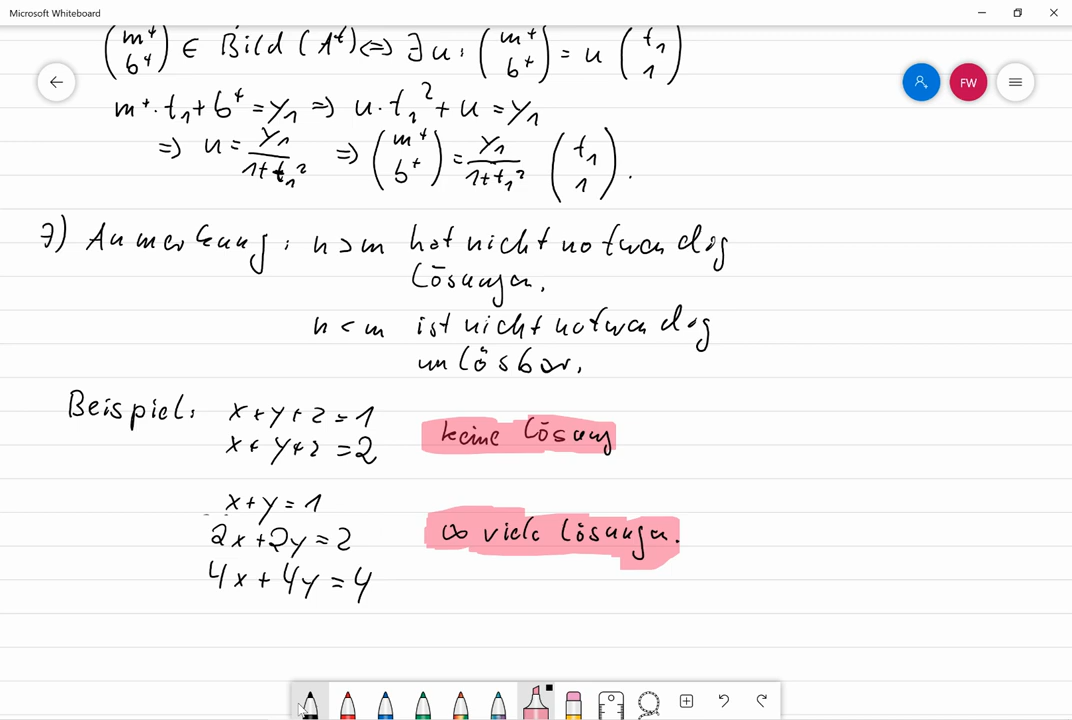 Microsoft Whiteboard
(m⁺ b⁺) ∈ Bild(Aᵗ) ⇔ ∃ u : (m⁺ b⁺) = u (t₁ 1)
FW
m⁺·t₁+b⁺=y₁ ⇒ u·t₁²+u=y₁
⇒ u = y₁/(1+t₁²) ⇒ (m⁺ b⁺) = y₁/(1+t₁²) (t₁ 1).
7) Anmerkung: n>m hat nicht notwendig
Lösungen.
n<m ist nicht notwendig
unlösbar.
Beispiel: x+y+z=1
x+y+z=2 keine Lösung
x+y=1
2x+2y=2 ∞ viele Lösungen.
4x+4y=4